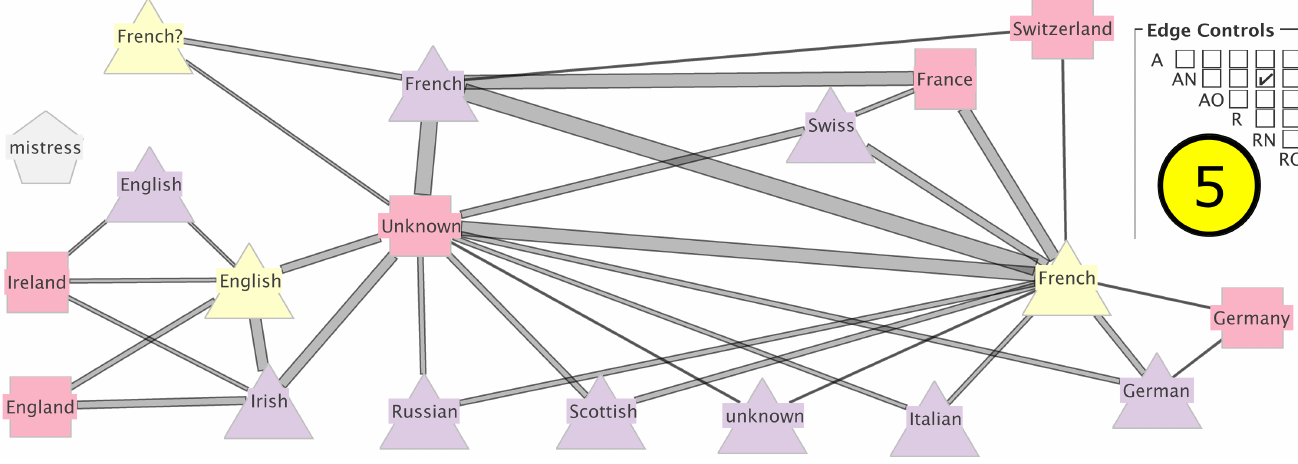 French?
Switzerland
Edge Controls
A
French
France
AN ✓
AO
mistress
Swiss
R
RN
RO
English
5
Unknown
Ireland
English
French
Germany
England
Irish
Russian
Scottish
unknown
Italian
German